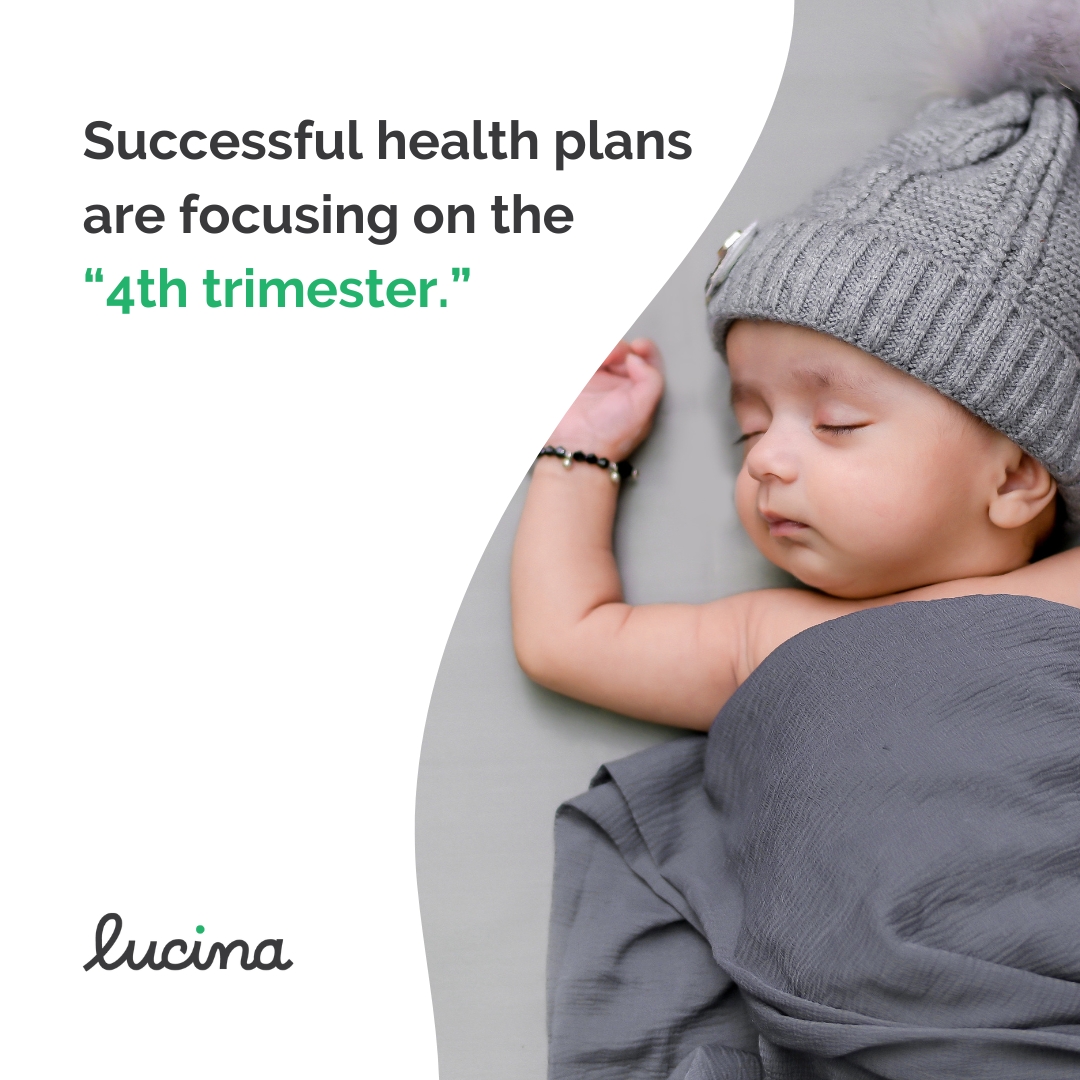 Successful health plans
are focusing on the
“4th trimester.”
lucina